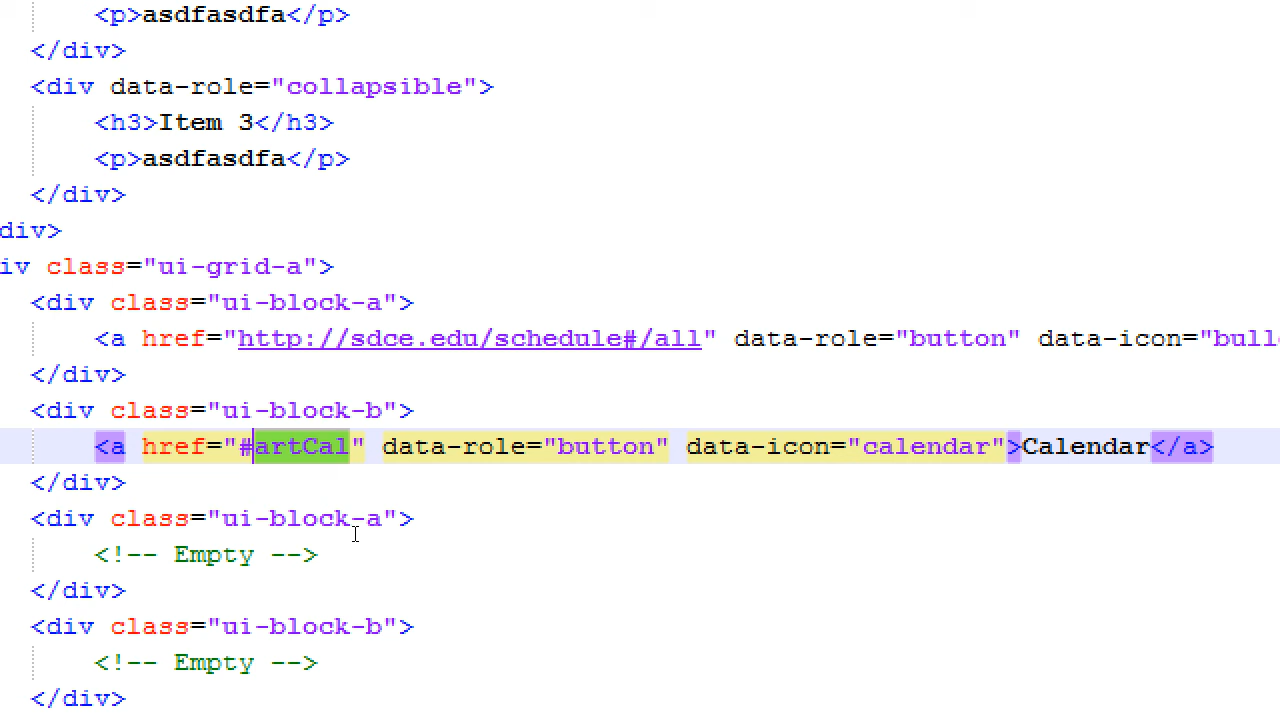 <p>asdfasdfa</p>
</div>
<div data-role="collapsible">
<h3>Item 3</h3>
<p>asdfasdfa</p>
</div>
div>
iv class="ui-grid-a">
<div class="ui-block-a">
<a href="http://sdce.edu/schedule#/all" data-role="button" data-icon="bull
</div>
<div class="ui-block-b">
<a href="#artCal" data-role="button" data-icon="calendar">Calendar</a>
</div>
<div class="ui-block-a">
<!-- Empty -->
</div>
<div class="ui-block-b">
<!-- Empty -->
</div>